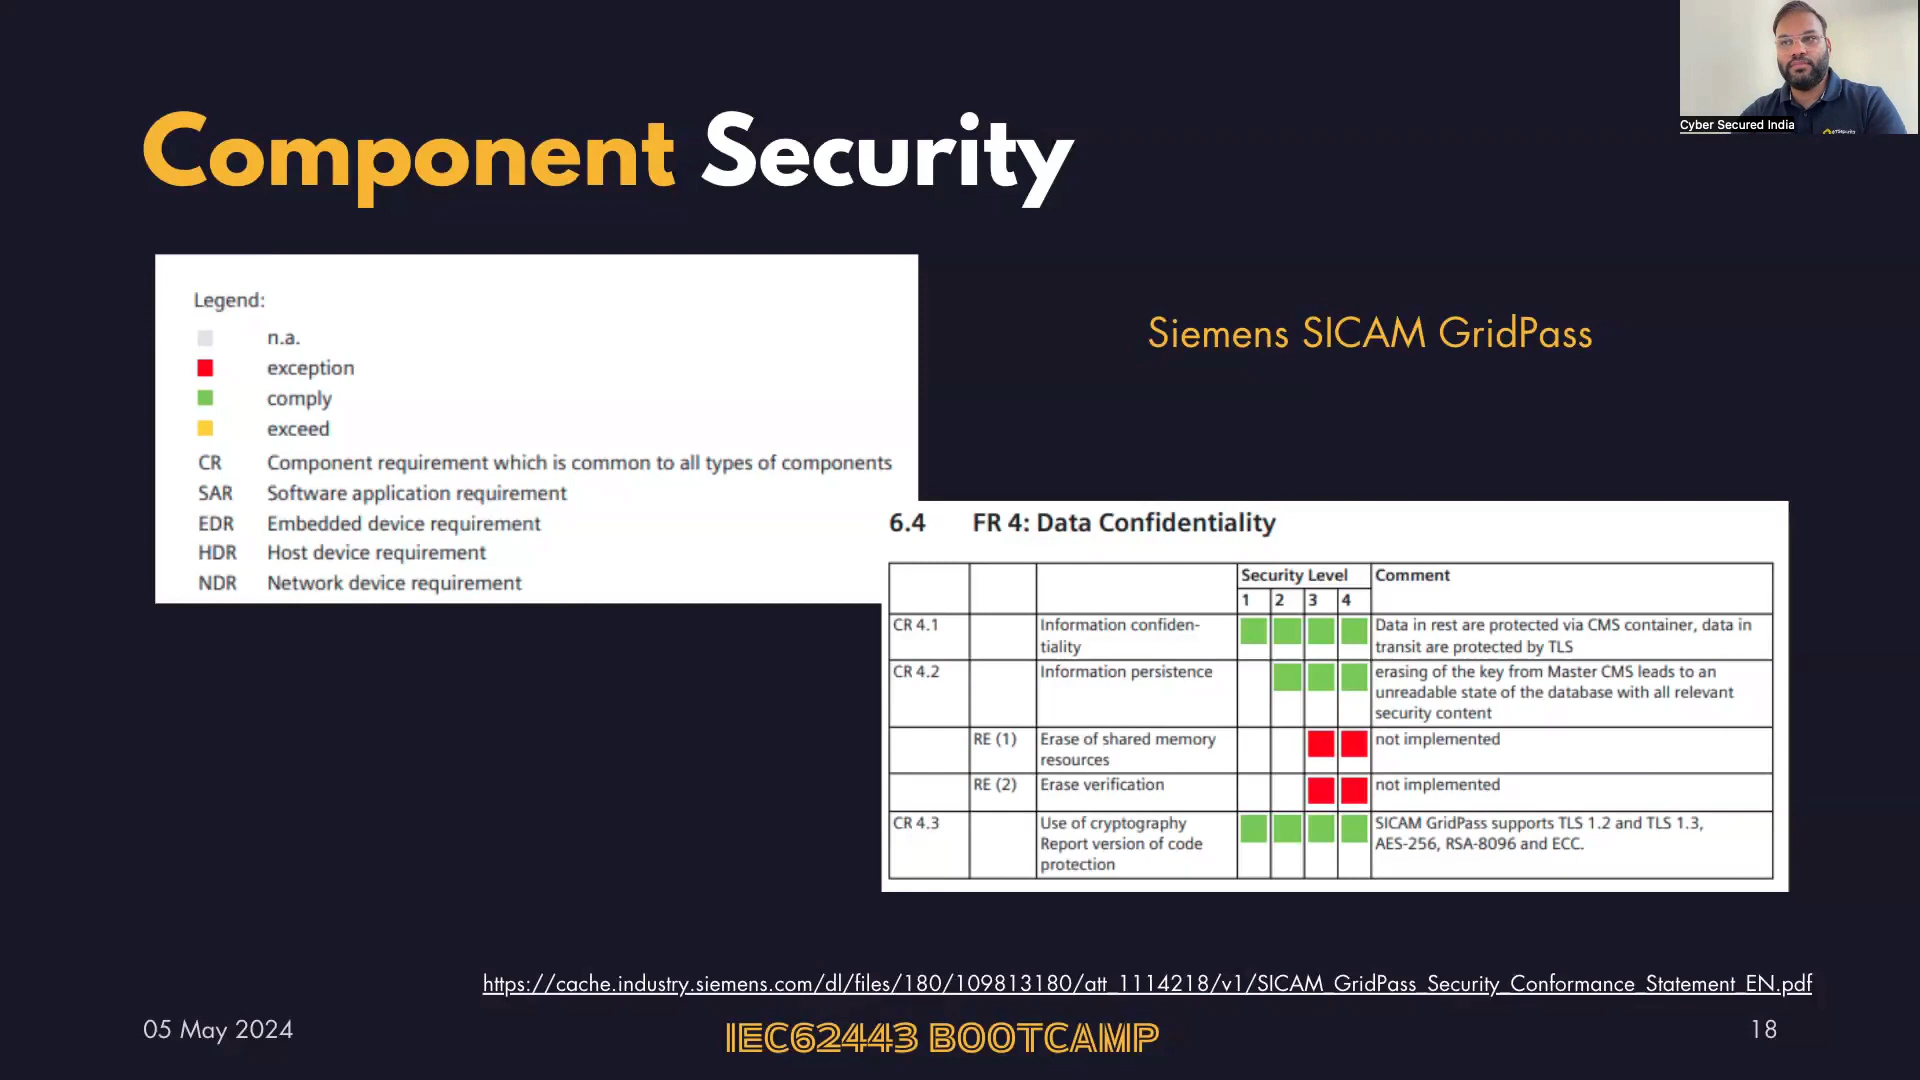 Component Security
Cyber Secured India
Legend:
n.a.
exception
comply
exceed
CR Component requirement which is common to all types of components
SAR Software application requirement
EDR Embedded device requirement
HDR Host device requirement
NDR Network device requirement
Siemens SICAM GridPass
6.4 FR 4: Data Confidentiality
Security Level Comment
1 2 3 4
CR 4.1 Information confiden- Data in rest are protected via CMS container, data in
tiality transit are protected by TLS
CR 4.2 Information persistence erasing of the key from Master CMS leads to an
unreadable state of the database with all relevant
security content
RE (1) Erase of shared memory not implemented
resources
RE (2) Erase verification not implemented
CR 4.3 Use of cryptography SICAM GridPass supports TLS 1.2 and TLS 1.3,
Report version of code AES-256, RSA-8096 and ECC.
protection
https://cache.industry.siemens.com/dl/files/180/109813180/att_1114218/v1/SICAM_GridPass_Security_Conformance_Statement_EN.pdf
05 May 2024
IEC62443 BOOTCAMP
18